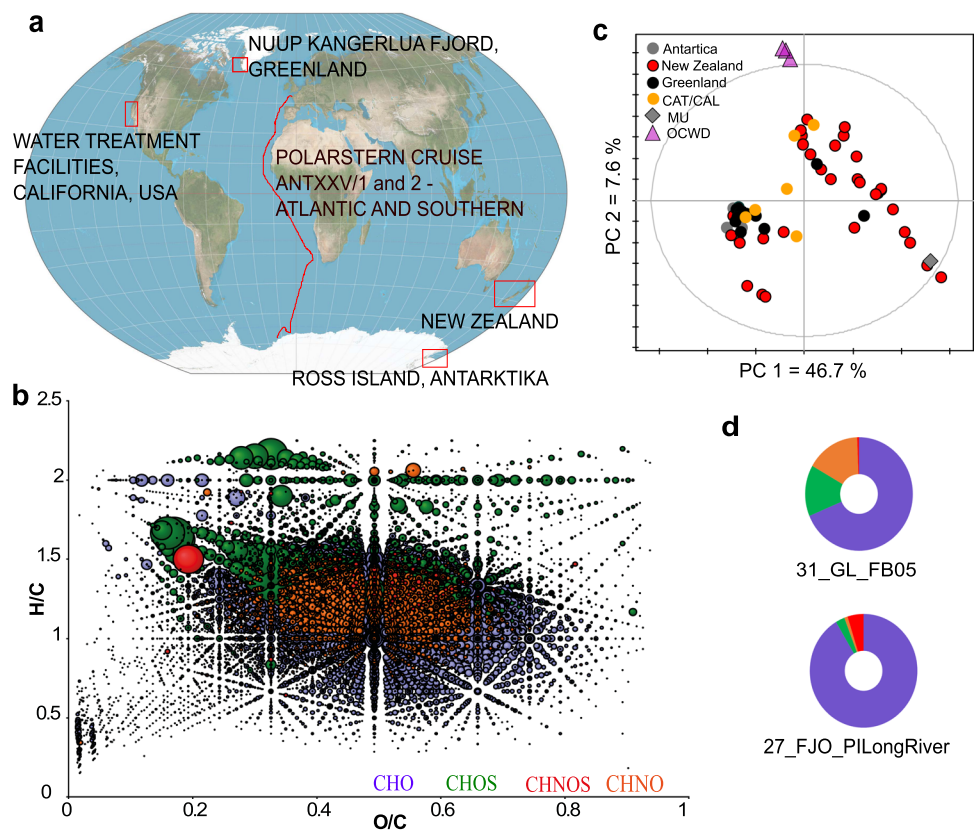 a
NUUP KANGERLUA FJORD,
GREENLAND
WATER TREATMENT
FACILITIES,
CALIFORNIA, USA
POLARSTERN CRUISE
ANTXXV/1 and 2 -
ATLANTIC AND SOUTHERN
NEW ZEALAND
ROSS ISLAND, ANTARKTIKA
b
H/C
2.5
2
1.5
1
0.5
0
0
0.2
0.4
0.6
0.8
1
O/C
CHO CHOS CHNOS CHNO
c
Antartica
New Zealand
Greenland
CAT/CAL
MU
OCWD
PC 2 = 7.6 %
PC 1 = 46.7 %
d
31_GL_FB05
27_FJO_PILongRiver